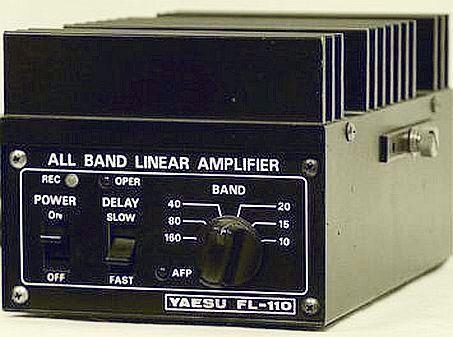 ALL BAND LINEAR AMPLIFIER
REC OPER
POWER DELAY BAND
On SLOW
40 20
80 15
160 10
OFF FAST AFP
YAESU FL-110